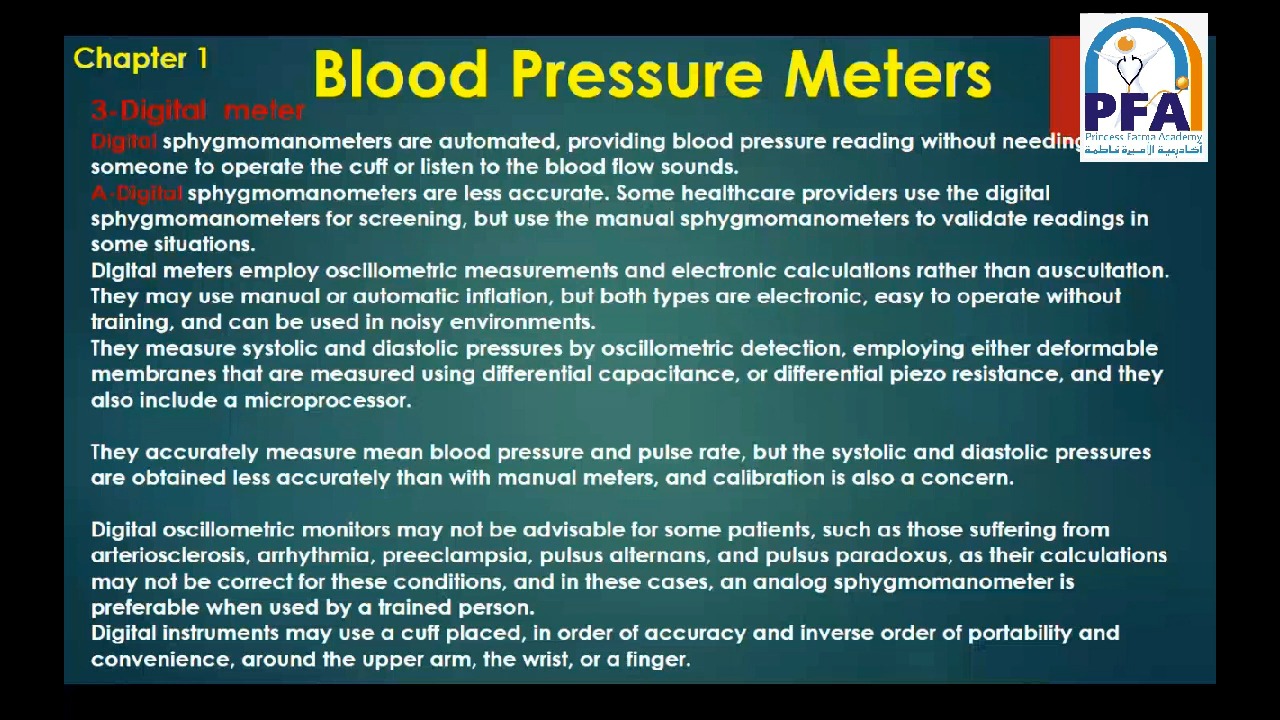 Chapter 1
Blood Pressure Meters
PFA
Princess Fatma Academy
أكاديمية الأميرة فاطمة
3-Digital meter
Digital sphygmomanometers are automated, providing blood pressure reading without needing
someone to operate the cuff or listen to the blood flow sounds.
A-Digital sphygmomanometers are less accurate. Some healthcare providers use the digital
sphygmomanometers for screening, but use the manual sphygmomanometers to validate readings in
some situations.
Digital meters employ oscillometric measurements and electronic calculations rather than auscultation.
They may use manual or automatic inflation, but both types are electronic, easy to operate without
training, and can be used in noisy environments.
They measure systolic and diastolic pressures by oscillometric detection, employing either deformable
membranes that are measured using differential capacitance, or differential piezo resistance, and they
also include a microprocessor.
They accurately measure mean blood pressure and pulse rate, but the systolic and diastolic pressures
are obtained less accurately than with manual meters, and calibration is also a concern.
Digital oscillometric monitors may not be advisable for some patients, such as those suffering from
arteriosclerosis, arrhythmia, preeclampsia, pulsus alternans, and pulsus paradoxus, as their calculations
may not be correct for these conditions, and in these cases, an analog sphygmomanometer is
preferable when used by a trained person.
Digital instruments may use a cuff placed, in order of accuracy and inverse order of portability and
convenience, around the upper arm, the wrist, or a finger.